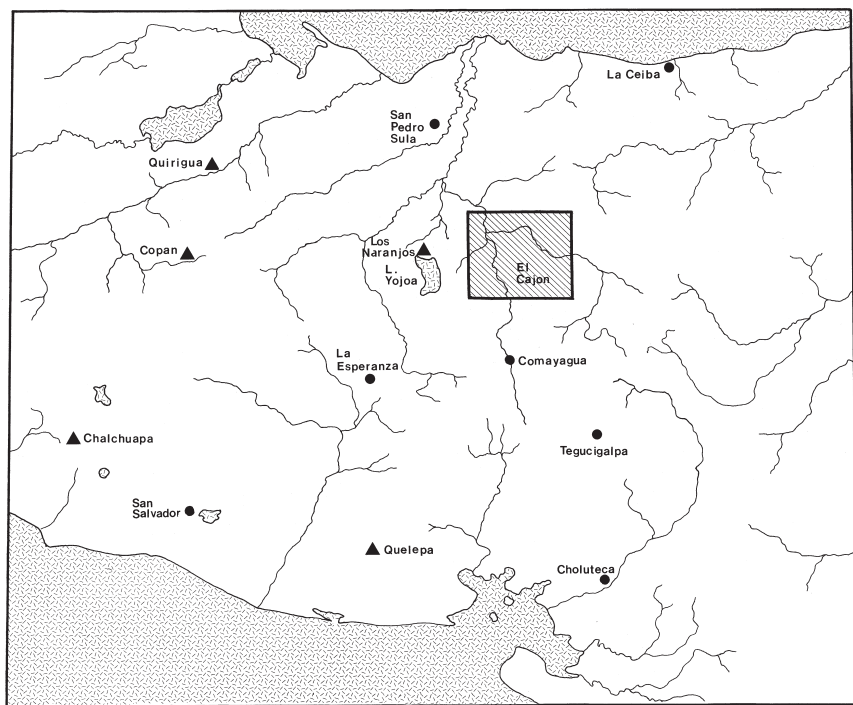 La Ceiba
San
Pedro
Sula
Quirigua
Copan
Los
Naranjos
L.
Yojoa
El
Cajon
La
Esperanza
Comayagua
Chalchuapa
Tegucigalpa
San
Salvador
Quelepa
Choluteca